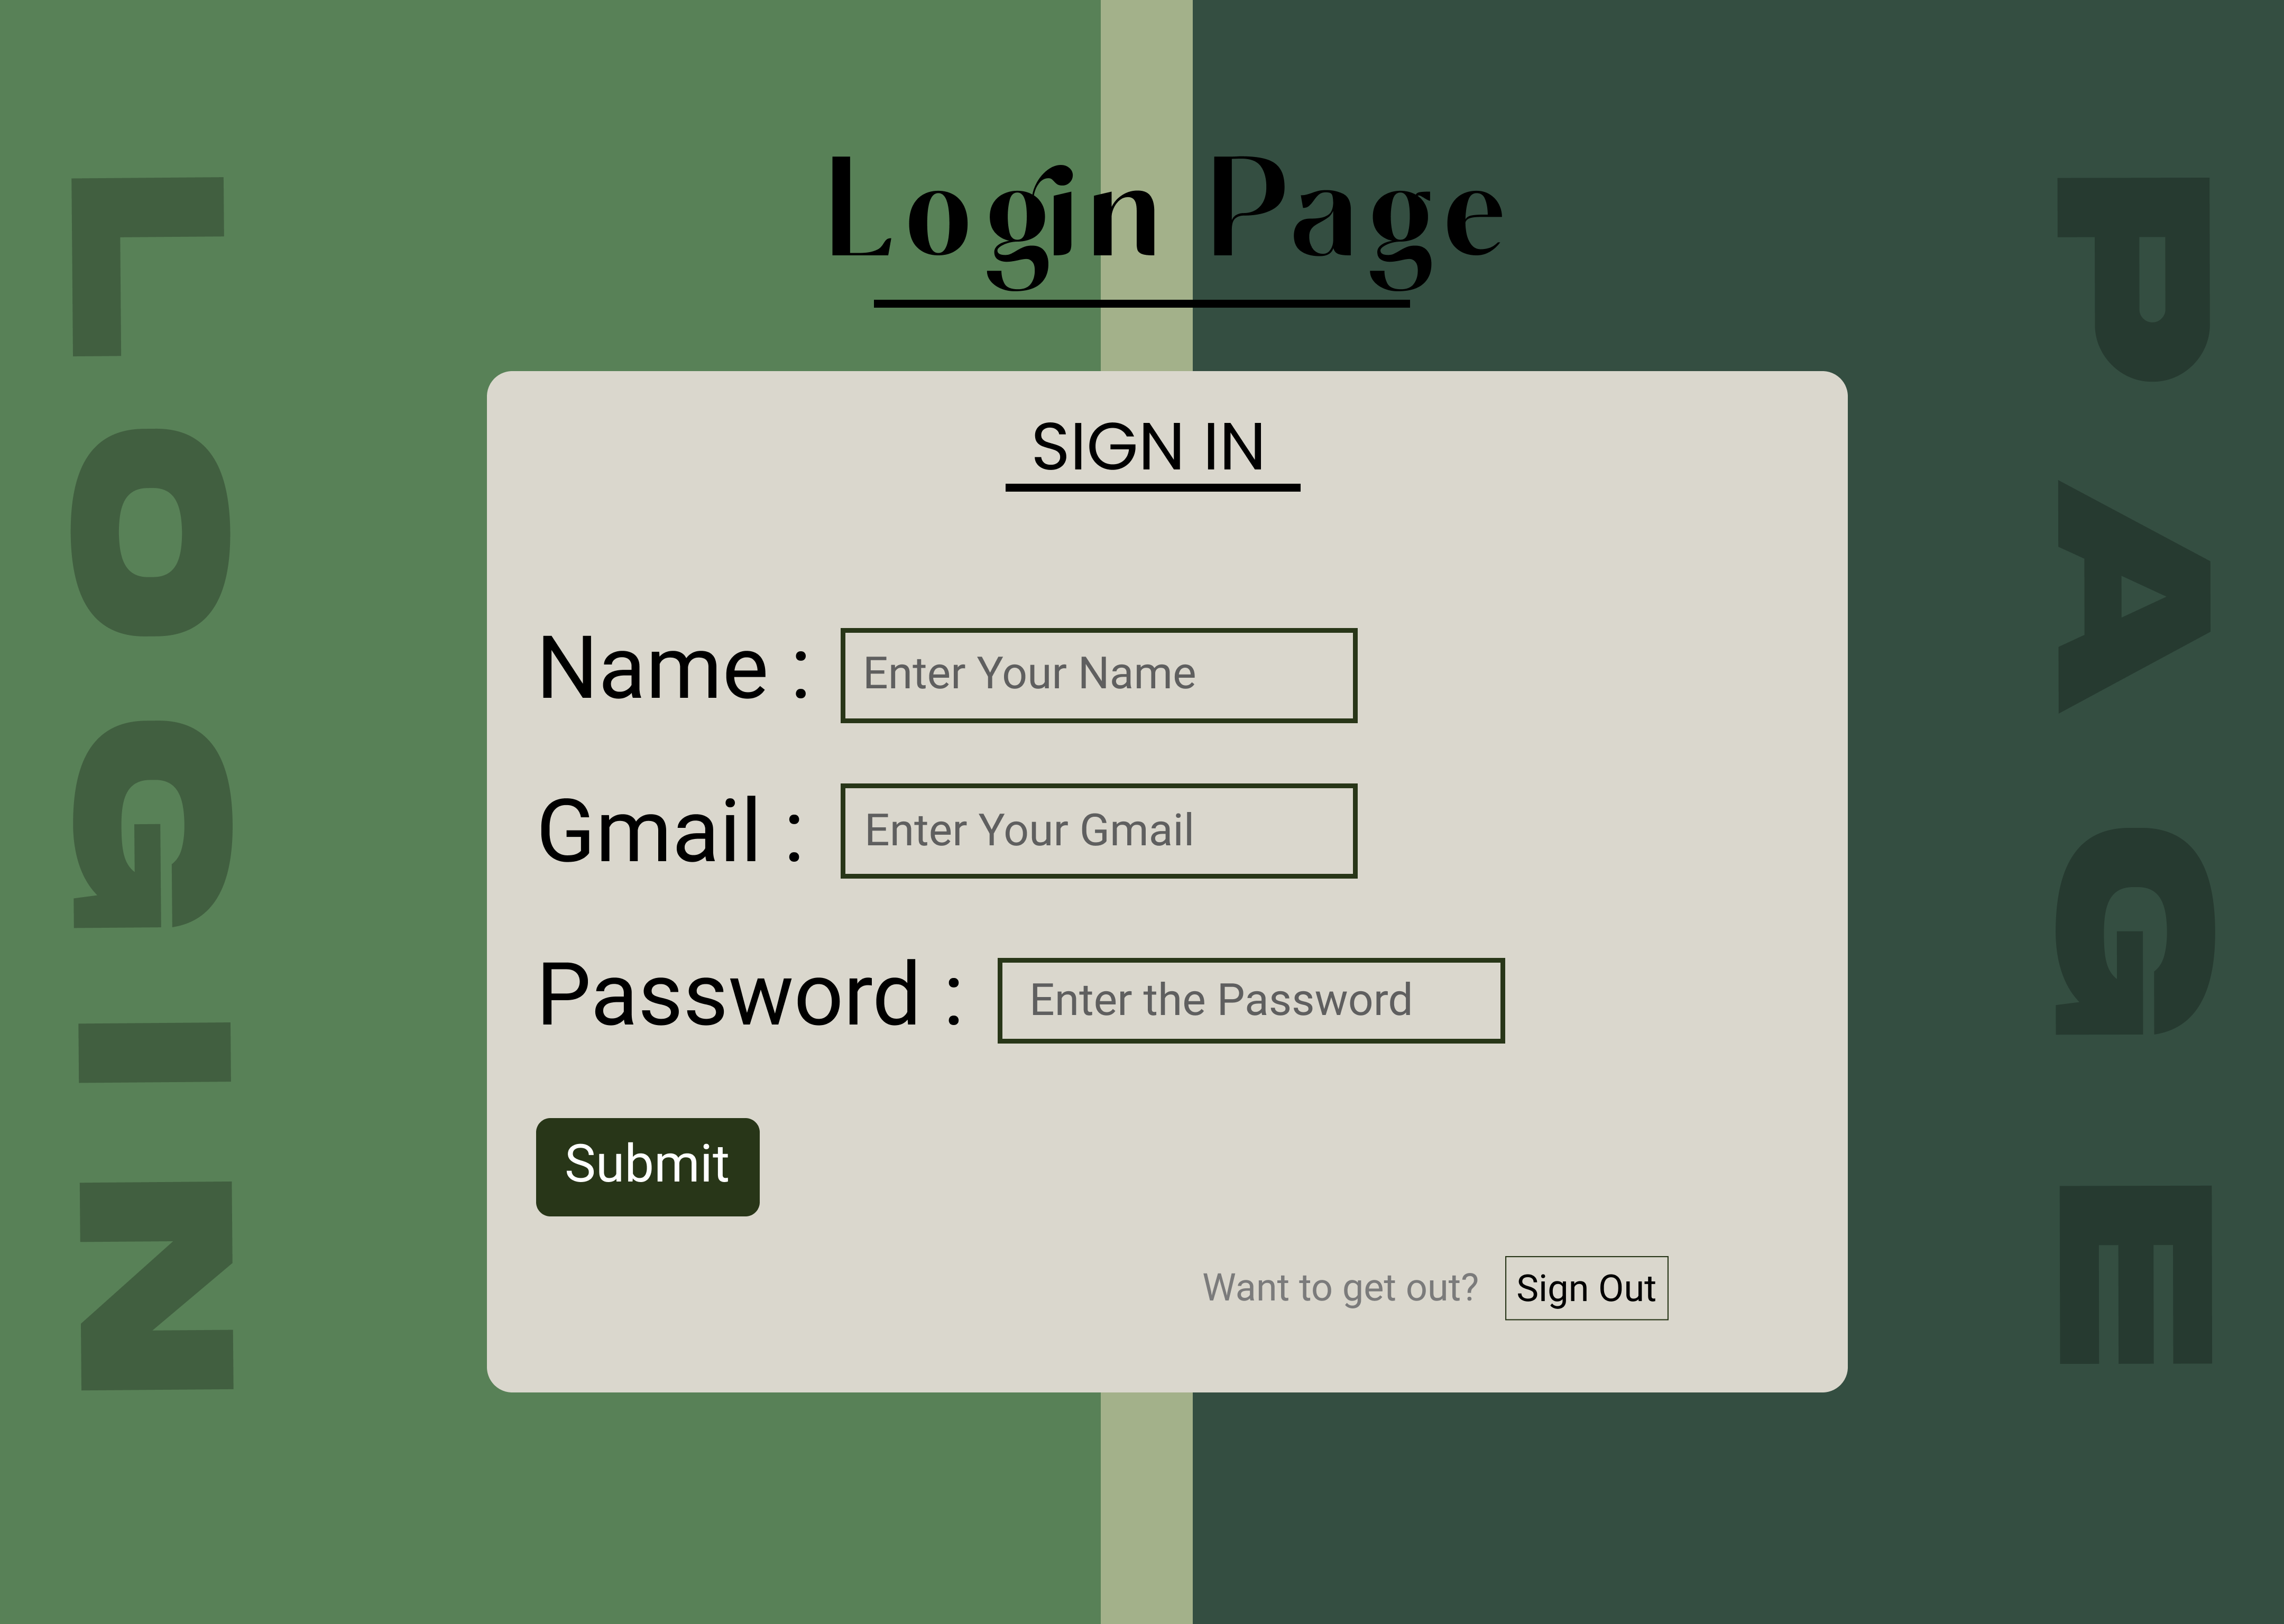 Login Page
LOGIN
PAGE
SIGN IN
Name : Enter Your Name
Gmail : Enter Your Gmail
Password : Enter the Password
Submit
Want to get out? Sign Out